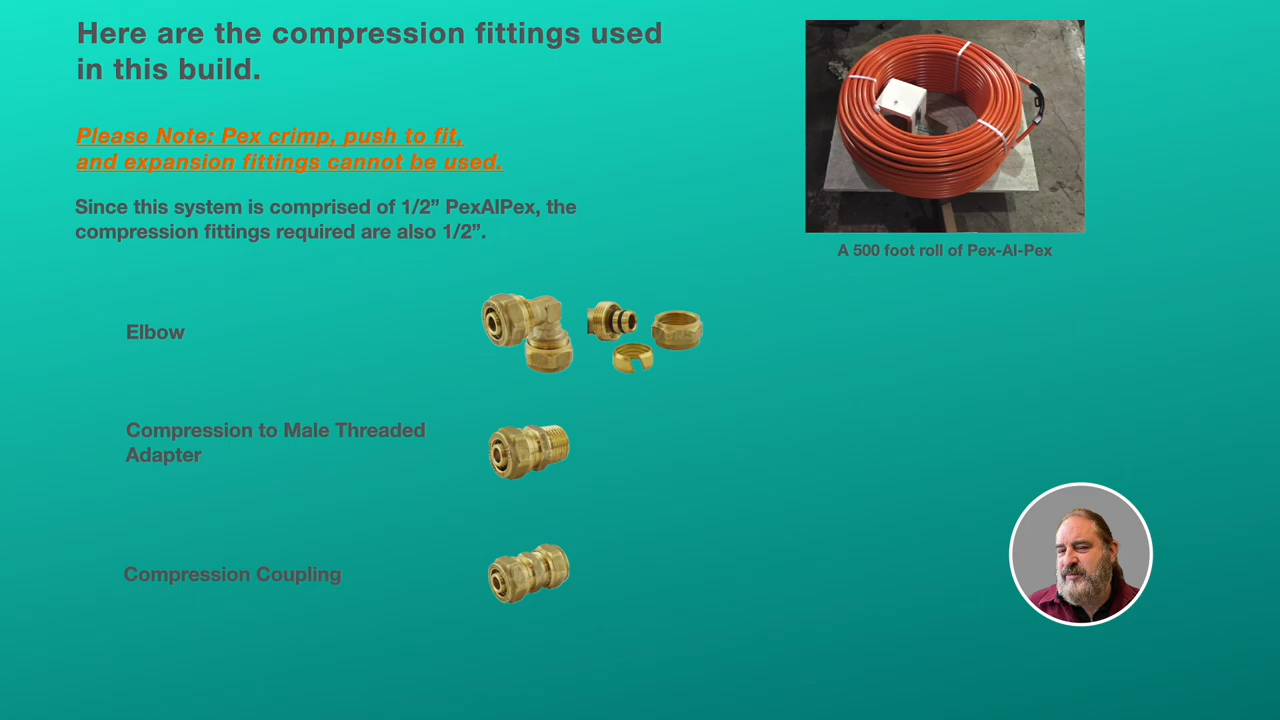 Here are the compression fittings used
in this build.
Please Note: Pex crimp, push to fit,
and expansion fittings cannot be used.
Since this system is comprised of 1/2” PexAlPex, the
compression fittings required are also 1/2”.
A 500 foot roll of Pex-Al-Pex
Elbow
Compression to Male Threaded
Adapter
Compression Coupling